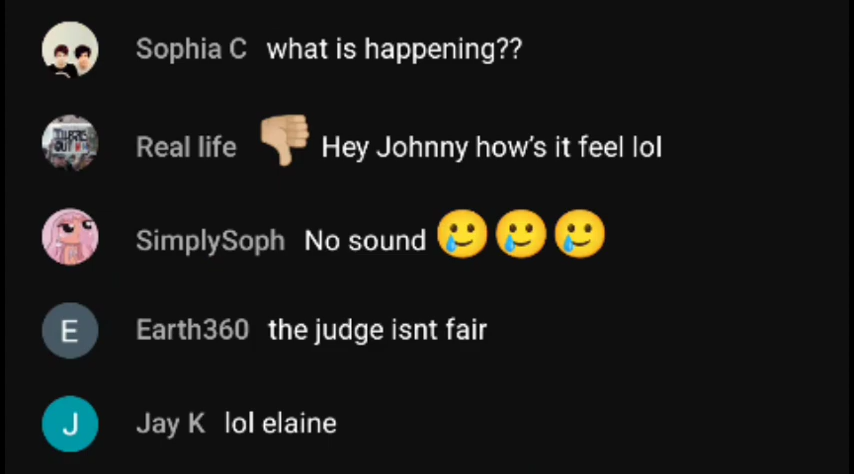 Sophia C what is happening??
Real life 👎🏼 Hey Johnny how's it feel lol
SimplySoph No sound 🥲🥲🥲
E Earth360 the judge isnt fair
J Jay K lol elaine